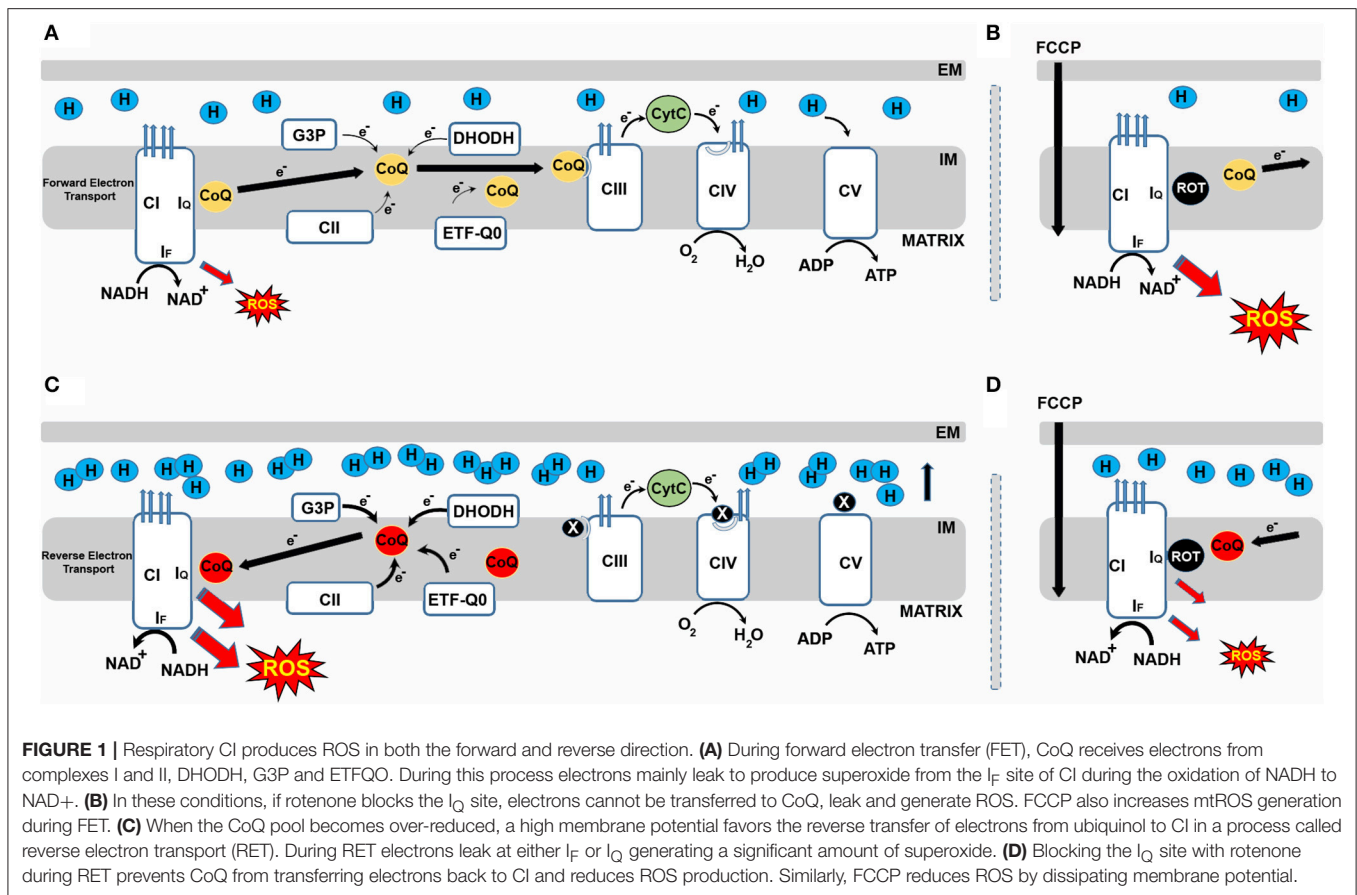 A
EM
H H H H H H H H H H
G3P
e-
e-
DHODH
e-
CytC
e-
IM
Forward Electron
Transport
e-
CoQ
CoQ
CoQ
CoQ
CI
IQ
CII
e-
e-
ETF-Q0
CIII
CIV
CV
IF
MATRIX
NADH
NAD+
ROS
O2
H2O
ADP
ATP
B
FCCP
H H
CI
IQ
ROT
CoQ
e-
IF
NADH
NAD+
ROS
C
EM
H H H H H H H H H H H H H H H H H H H H H H H H H H
G3P
e-
e-
DHODH
e-
CytC
e-
X
X
X
IM
Reverse Electron
Transport
e-
CoQ
CoQ
CoQ
CI
IQ
CII
e-
e-
ETF-Q0
CIII
CIV
CV
IF
MATRIX
NAD+
NADH
ROS
O2
H2O
ADP
ATP
D
FCCP
H H H H H H
CI
IQ
ROT
CoQ
e-
IF
NAD+
NADH
ROS
FIGURE 1 | Respiratory CI produces ROS in both the forward and reverse direction. (A) During forward electron transfer (FET), CoQ receives electrons from
complexes I and II, DHODH, G3P and ETFQO. During this process electrons mainly leak to produce superoxide from the IF site of CI during the oxidation of NADH to
NAD+. (B) In these conditions, if rotenone blocks the IQ site, electrons cannot be transferred to CoQ, leak and generate ROS. FCCP also increases mtROS generation
during FET. (C) When the CoQ pool becomes over-reduced, a high membrane potential favors the reverse transfer of electrons from ubiquinol to CI in a process called
reverse electron transport (RET). During RET electrons leak at either IF or IQ generating a significant amount of superoxide. (D) Blocking the IQ site with rotenone
during RET prevents CoQ from transferring electrons back to CI and reduces ROS production. Similarly, FCCP reduces ROS by dissipating membrane potential.